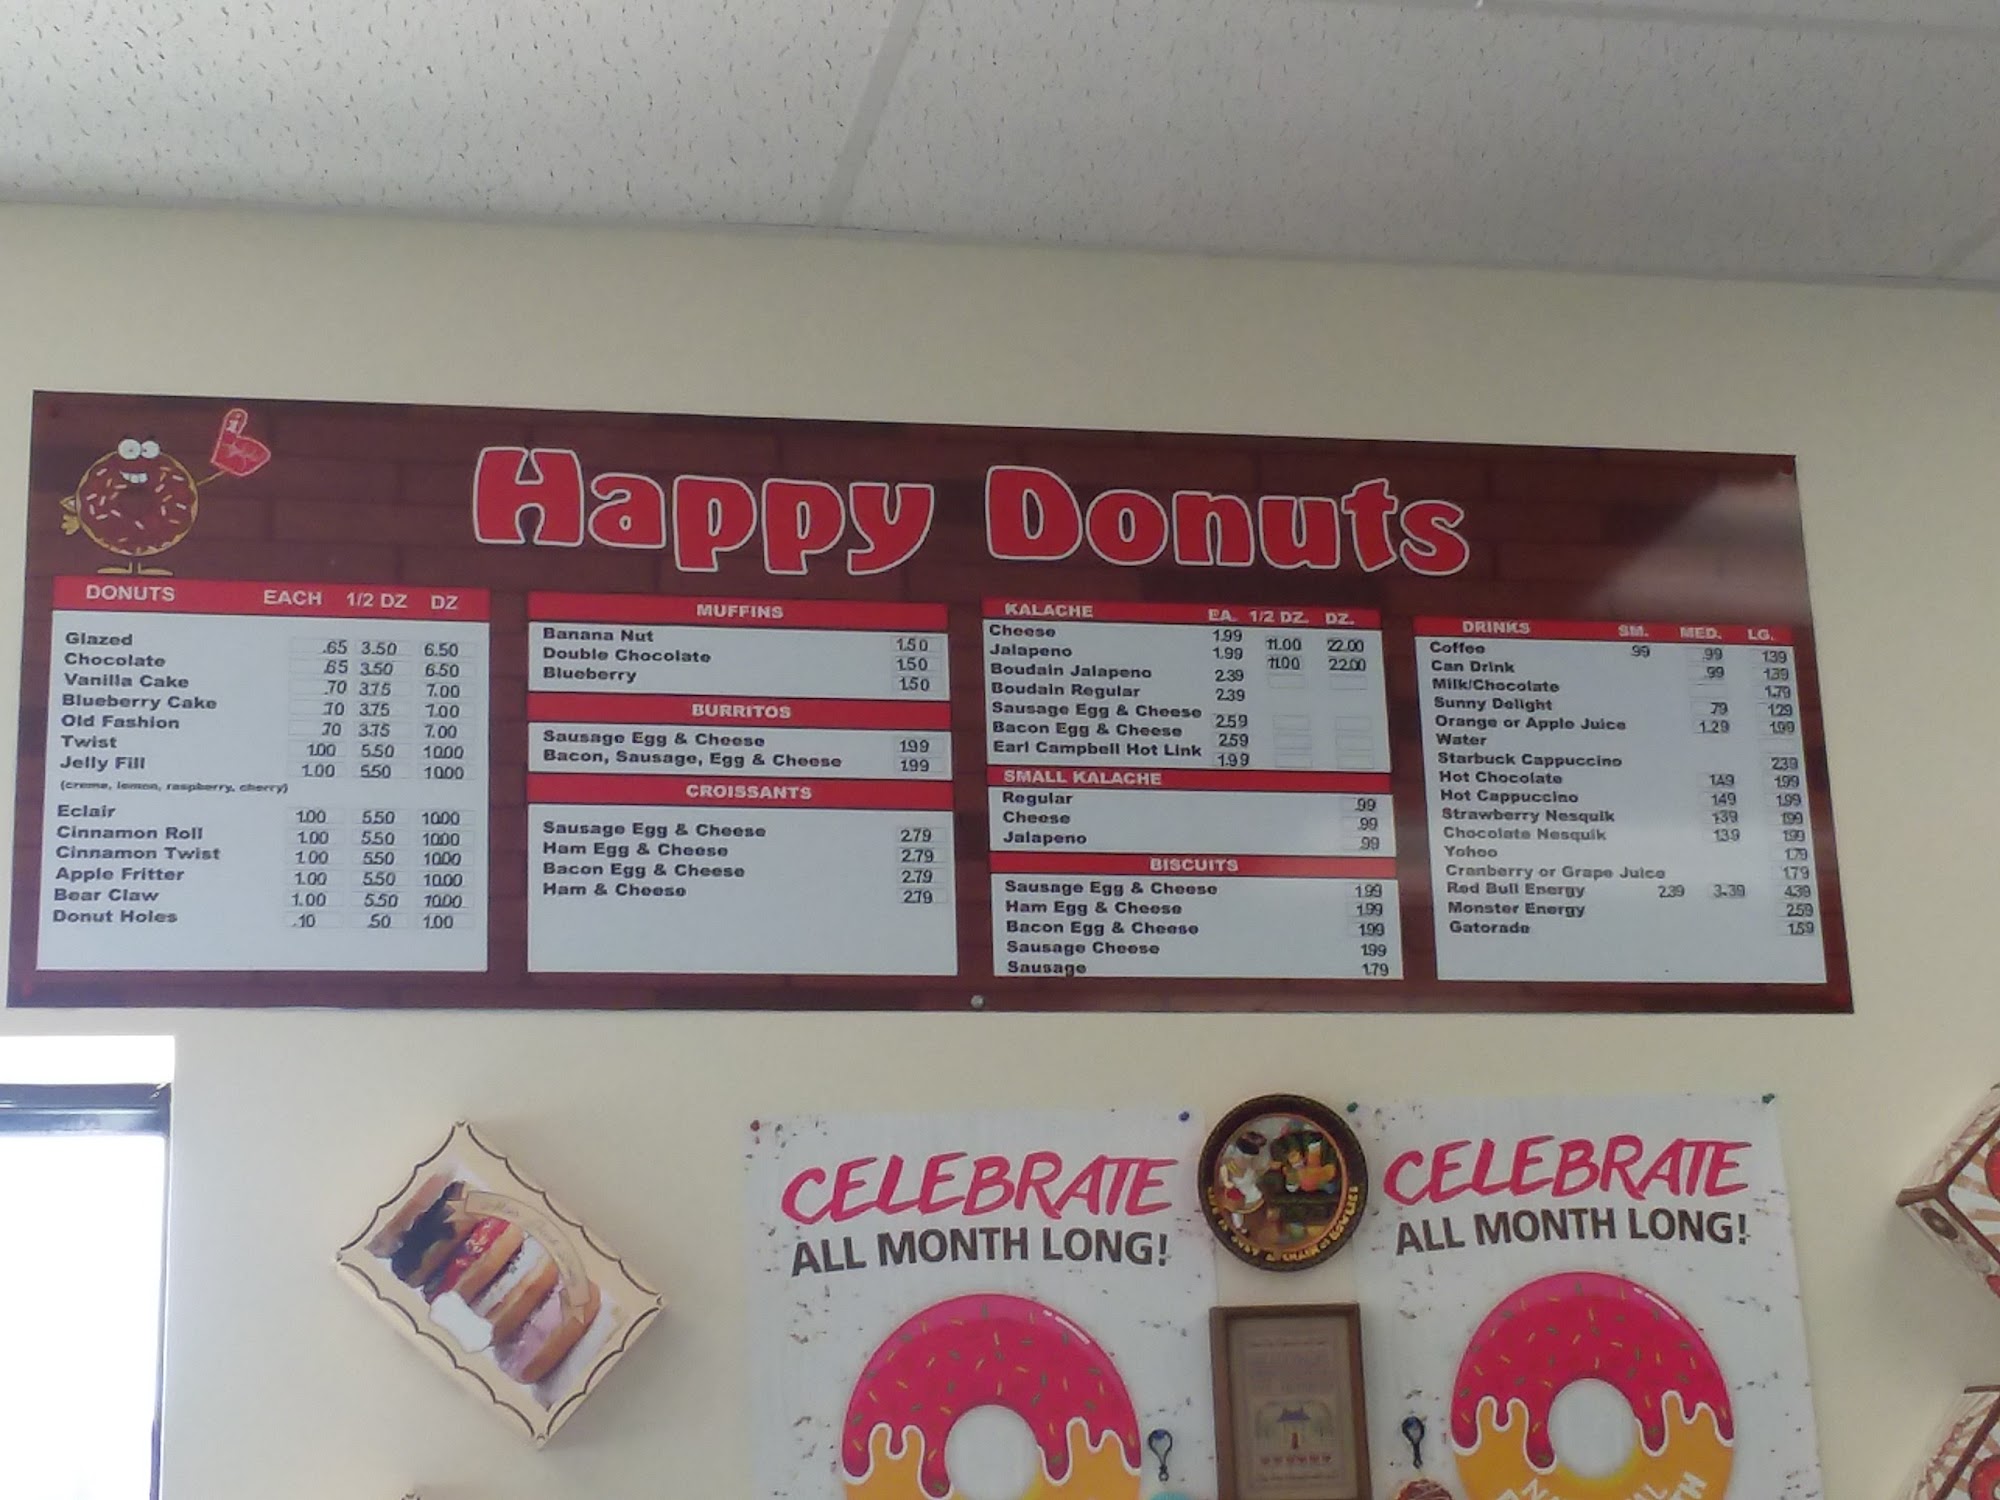 Happy Donuts
DONUTS EACH 1/2 DZ DZ
Glazed .65 3.50 6.50
Chocolate .65 3.50 6.50
Vanilla Cake .70 3.75 7.00
Blueberry Cake .70 3.75 7.00
Old Fashion .70 3.75 7.00
Twist 1.00 5.50 10.00
Jelly Fill 1.00 5.50 10.00
(creme, lemon, raspberry, cherry)
Eclair 1.00 5.50 10.00
Cinnamon Roll 1.00 5.50 10.00
Cinnamon Twist 1.00 5.50 10.00
Apple Fritter 1.00 5.50 10.00
Bear Claw 1.00 5.50 10.00
Donut Holes .10 .50 1.00
MUFFINS
Banana Nut 1.50
Double Chocolate 1.50
Blueberry 1.50
BURRITOS
Sausage Egg & Cheese 1.99
Bacon, Sausage, Egg & Cheese 1.99
CROISSANTS
Sausage Egg & Cheese 2.79
Ham Egg & Cheese 2.79
Bacon Egg & Cheese 2.79
Ham & Cheese 2.79
KALACHE EA. 1/2 DZ. DZ.
Cheese 1.99 11.00 22.00
Jalapeno 1.99 11.00 22.00
Boudain Jalapeno 2.39
Boudain Regular 2.39
Sausage Egg & Cheese 2.59
Bacon Egg & Cheese 2.59
Earl Campbell Hot Link 1.99
SMALL KALACHE
Regular .99
Cheese .99
Jalapeno .99
BISCUITS
Sausage Egg & Cheese 1.99
Ham Egg & Cheese 1.99
Bacon Egg & Cheese 1.99
Sausage Cheese 1.99
Sausage 1.79
DRINKS SM. MED. LG.
Coffee .99 .99 1.39
Can Drink .99 1.39
Milk/Chocolate 1.79
Sunny Delight .79 1.29
Orange or Apple Juice 1.29 1.99
Water
Starbuck Cappuccino 2.39
Hot Chocolate 1.49 1.99
Hot Cappuccino 1.49 1.99
Strawberry Nesquik 1.39 1.99
Chocolate Nesquik 1.39 1.99
Yohoo 1.79
Cranberry or Grape Juice 1.79
Red Bull Energy 2.39 3.39 4.39
Monster Energy 2.59
Gatorade 1.59
CELEBRATE
ALL MONTH LONG!
CELEBRATE
ALL MONTH LONG!